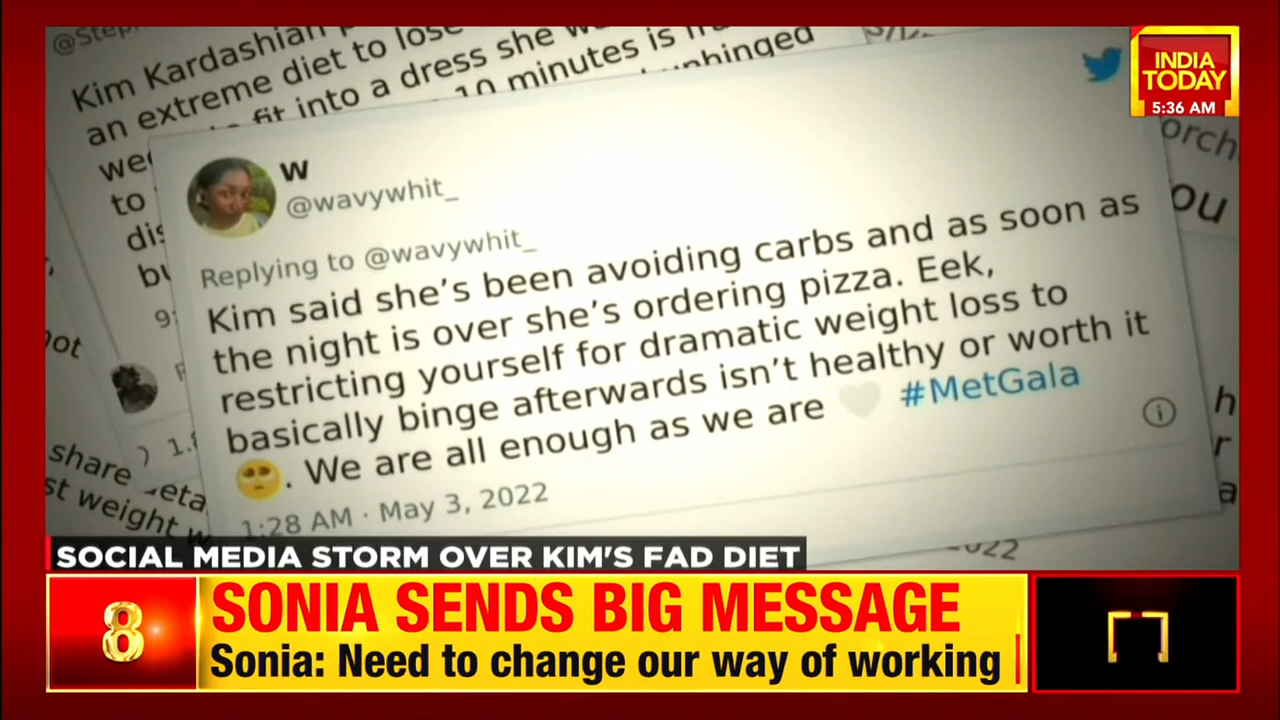 Kim Kardashian
an extreme diet to lose
to fit into a dress she
10 minutes is
INDIA
TODAY
5:36 AM
W
@wavywhit_
Replying to @wavywhit_
Kim said she’s been avoiding carbs and as soon as
the night is over she’s ordering pizza. Eek,
restricting yourself for dramatic weight loss to
basically binge afterwards isn’t healthy or worth it
🥺. We are all enough as we are 🤍 #MetGala
1:28 AM · May 3, 2022
to
share
weight
SOCIAL MEDIA STORM OVER KIM'S FAD DIET
8
SONIA SENDS BIG MESSAGE
Sonia: Need to change our way of working